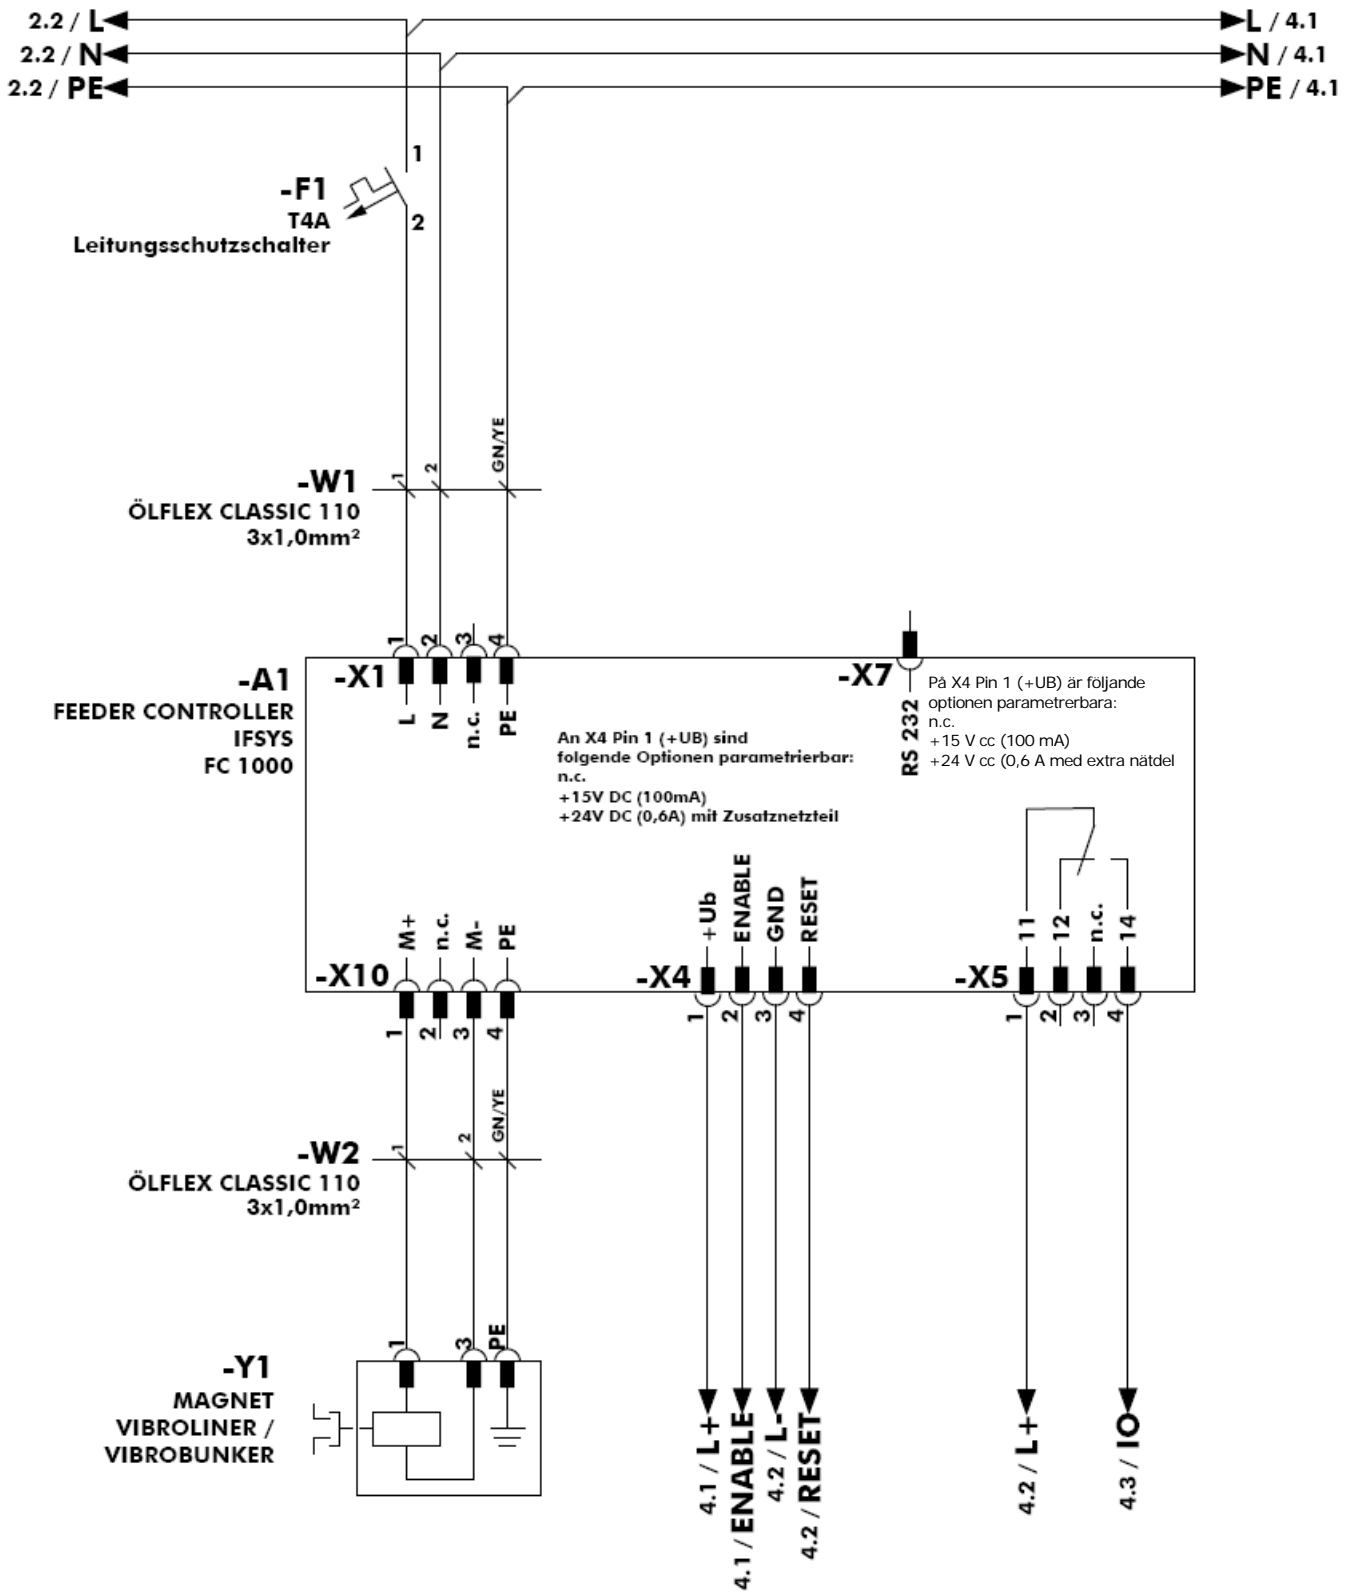 2.2 / L
L / 4.1
2.2 / N
N / 4.1
2.2 / PE
PE / 4.1
1
-F1
T4A
2
Leitungsschutzschalter
-W1
1
2
GN/YE
ÖLFLEX CLASSIC 110
3x1,0mm²
1
2
3
4
-A1
FEEDER CONTROLLER
IFSYS
FC 1000
-X1
L
N
n.c.
PE
-X7
RS 232
På X4 Pin 1 (+UB) är följande
optionen parametrerbara:
n.c.
+15 V cc (100 mA)
+24 V cc (0,6 A med extra nätdel
An X4 Pin 1 (+UB) sind
folgende Optionen parametrierbar:
n.c.
+15V DC (100mA)
+24V DC (0,6A) mit Zusatznetzteil
-X10
M+
n.c.
M-
PE
-X4
+Ub
ENABLE
GND
RESET
-X5
11
12
n.c.
14
1
2
3
4
1
2
3
4
1
2
3
4
-W2
1
2
GN/YE
ÖLFLEX CLASSIC 110
3x1,0mm²
1
3
PE
-Y1
MAGNET
VIBROLINER /
VIBROBUNKER
4.1 / L+
4.1 / ENABLE
4.2 / L-
4.2 / RESET
4.2 / L+
4.3 / IO